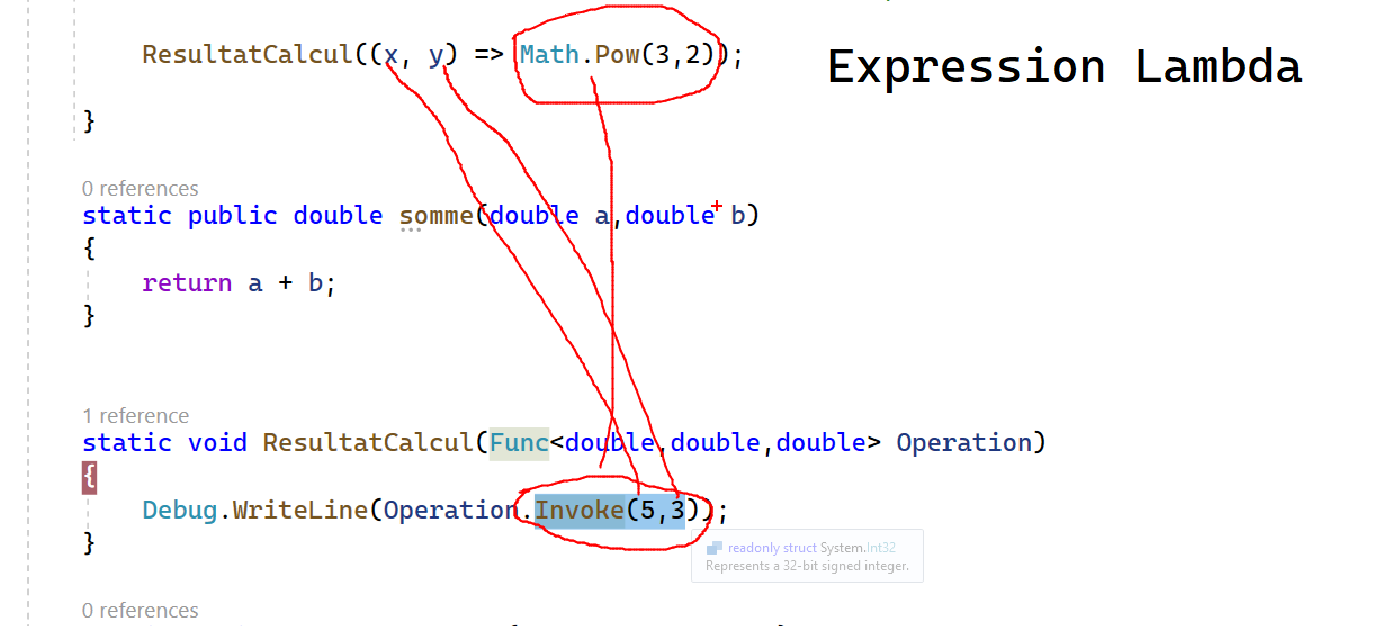 ResultatCalcul((x, y) => Math.Pow(3,2)); Expression Lambda
}
0 references
static public double somme(double a,double b)
{
return a + b;
}
1 reference
static void ResultatCalcul(Func<double,double,double> Operation)
{
Debug.WriteLine(Operation.Invoke(5,3));
}
readonly struct System.Int32
Represents a 32-bit signed integer.
0 references